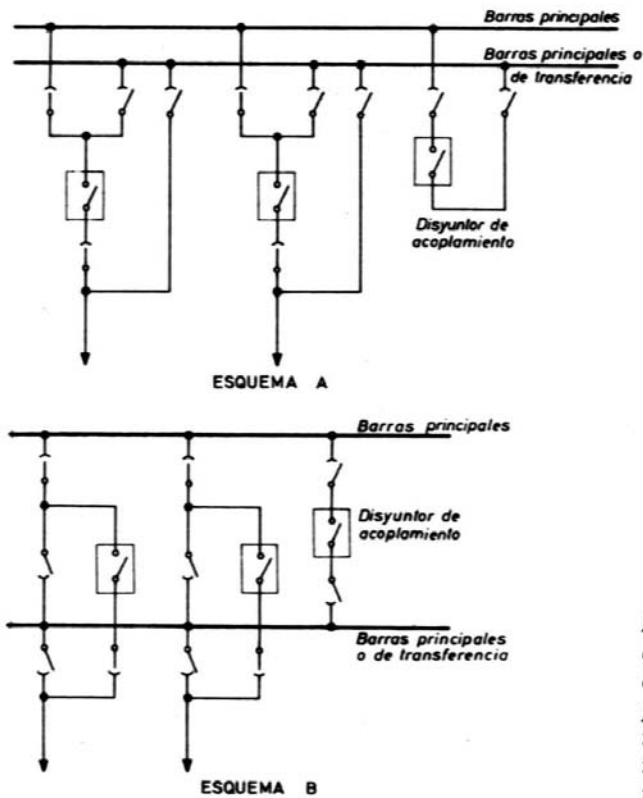 Barras principales
Barras principales o
de transferencia
Disyuntor de
acoplamiento
ESQUEMA A
Barras principales
Disyuntor de
acoplamiento
Barras principales
o de transferencia
ESQUEMA B